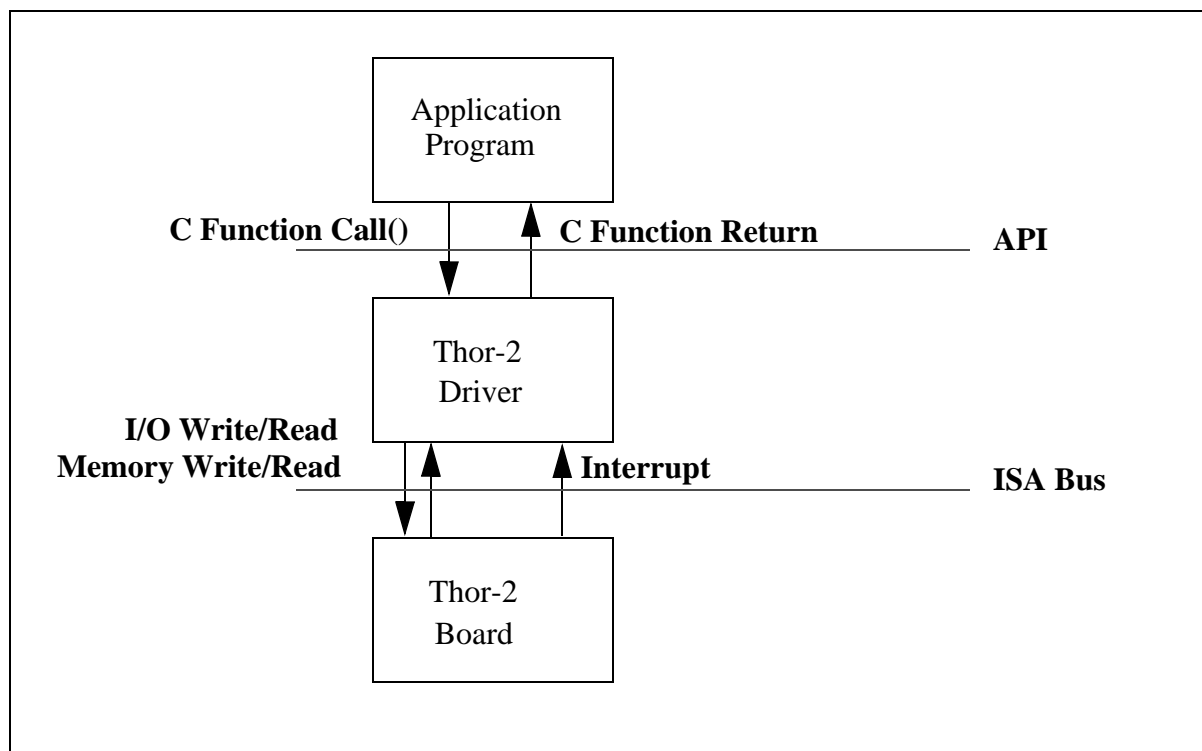 Application
Program
C Function Call()
C Function Return
API
Thor-2
Driver
I/O Write/Read
Memory Write/Read
Interrupt
ISA Bus
Thor-2
Board